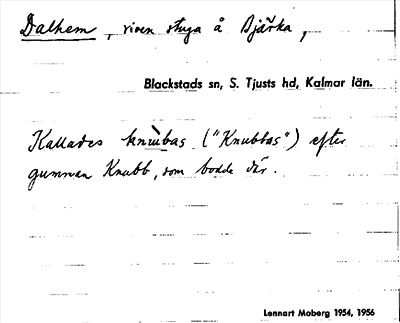 Dalhem, riven stuga å Bjärka,
Blackstads sn, S. Tjusts hd, Kalmar län.
Kallades knùbas ("Knubbas") efter
gumman Knubb, som bodde där.
Lennart Moberg 1954, 1956